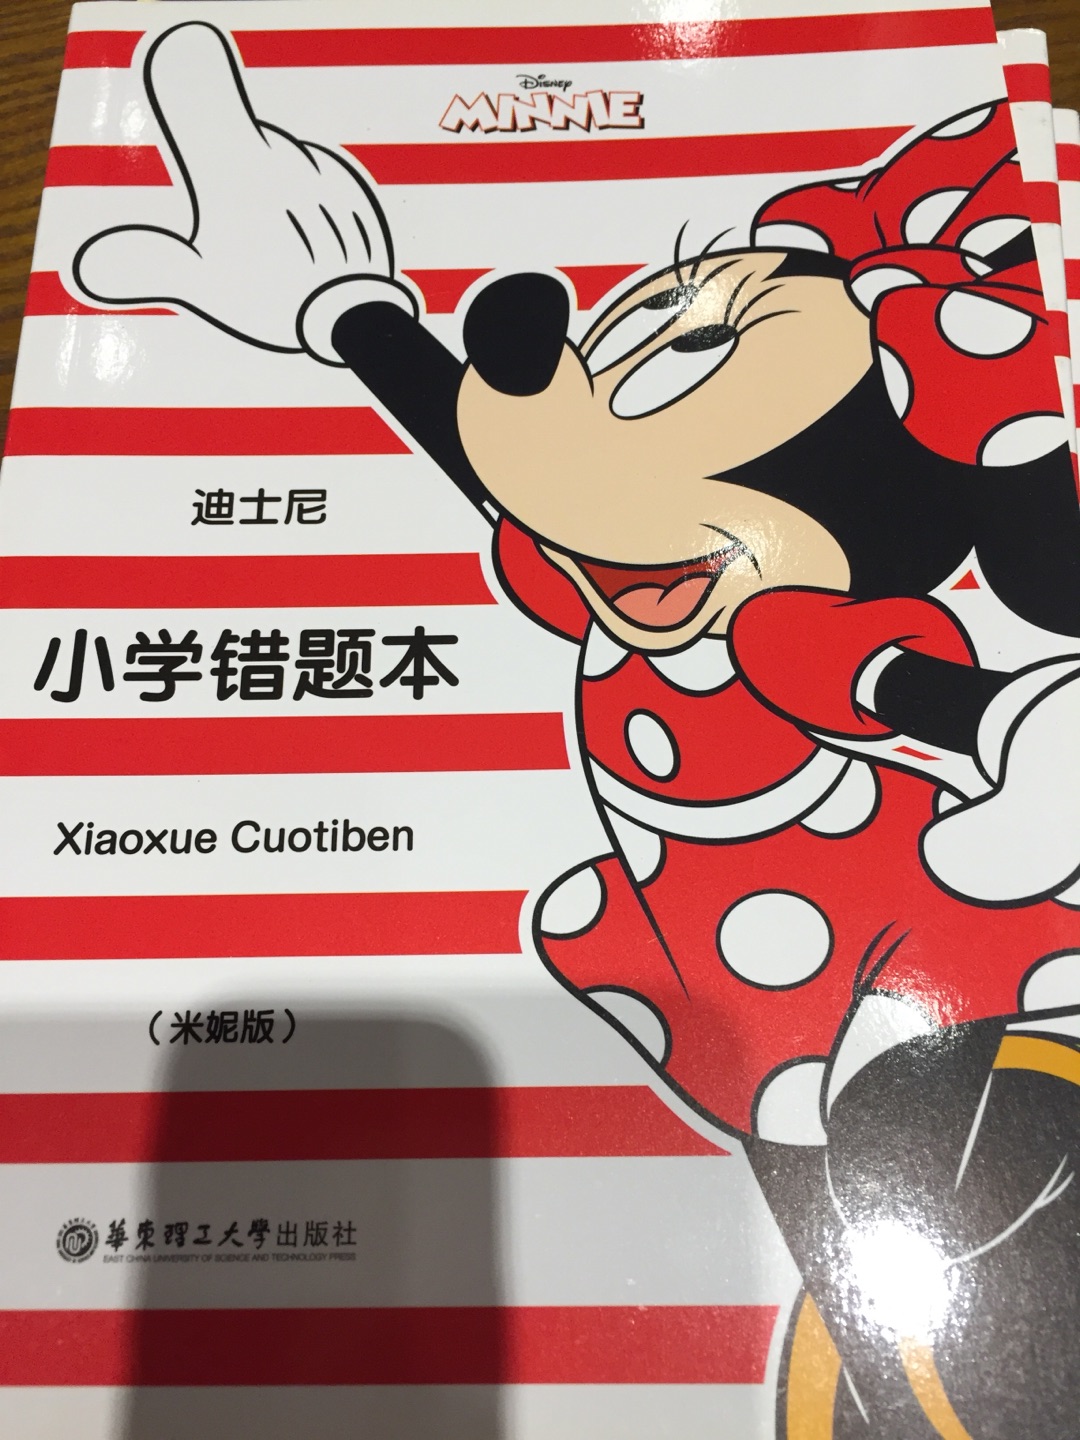 Disney
MINNIE
迪士尼
小学错题本
Xiaoxue Cuotiben
（米妮版）
華東理工大學出版社
EAST CHINA UNIVERSITY OF SCIENCE AND TECHNOLOGY PRESS